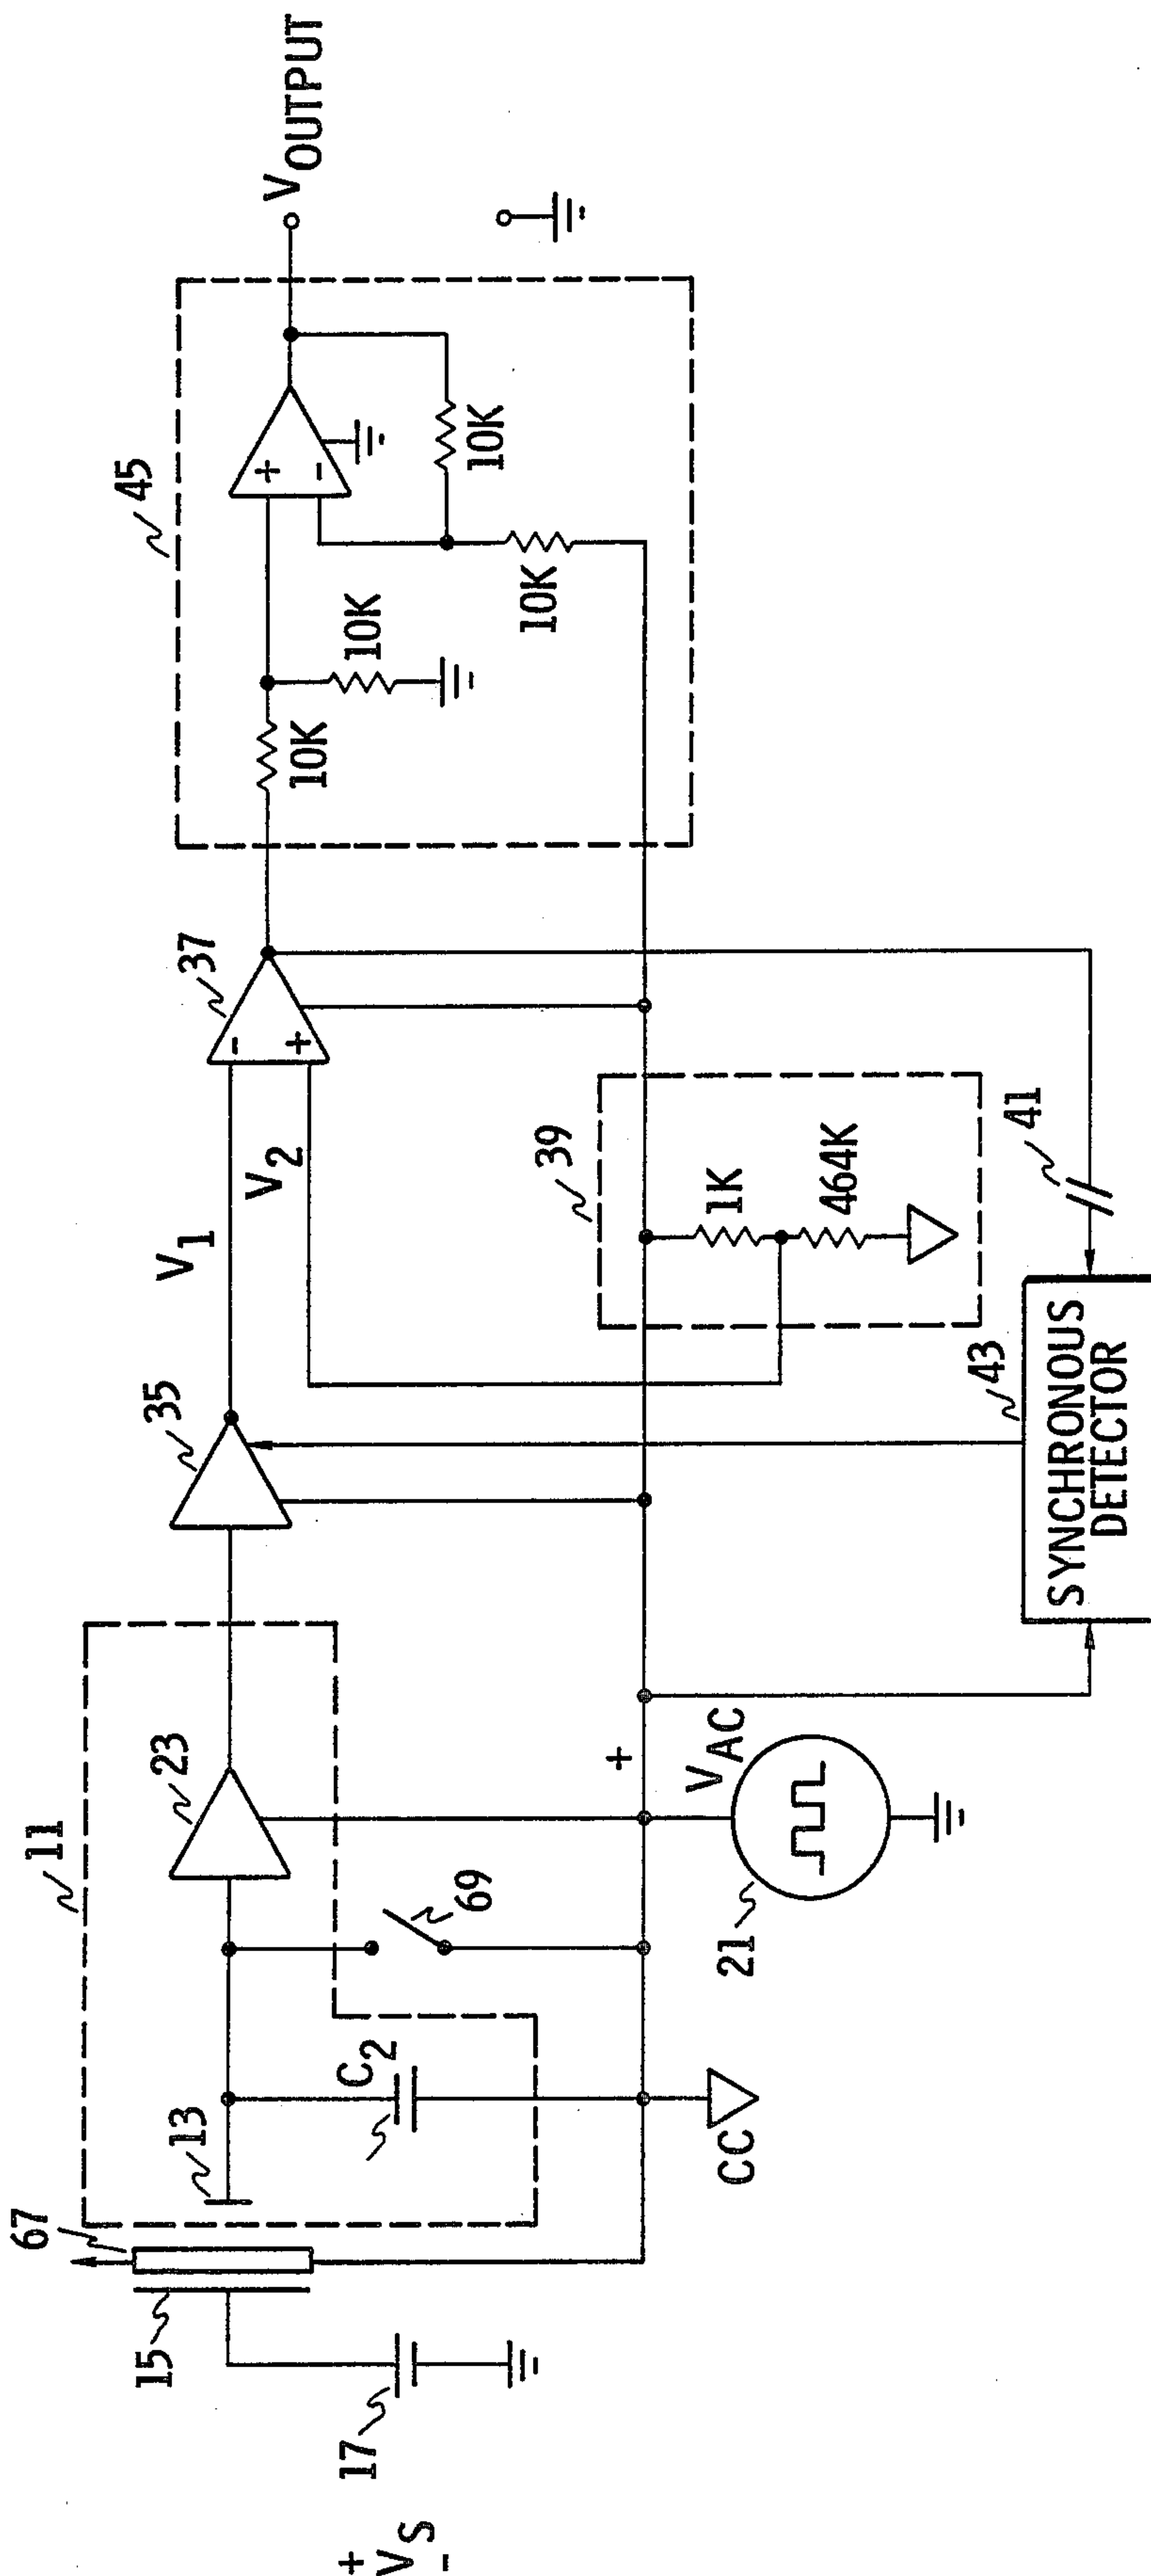 11
67
13
23
15
C2
69
17
+
VS
-
CC
21
VAC
+
35
V1
V2
37
-
+
39
1K
464K
41
43
SYNCHRONOUS
DETECTOR
45
10K
10K
+
-
10K
10K
VOUTPUT